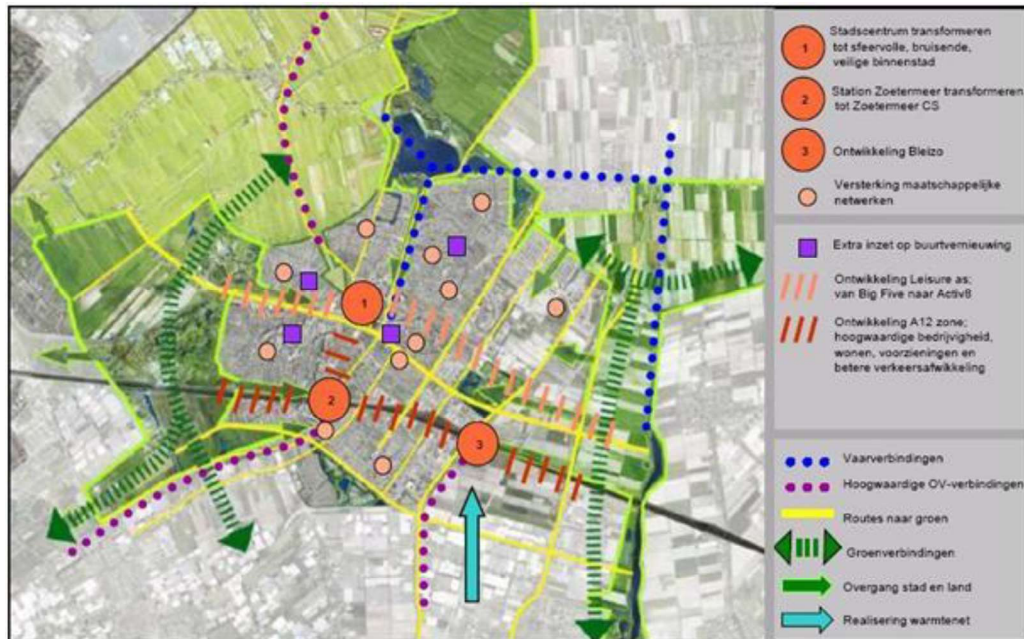 1
2
3
1
Stadscentrum transformeren
tot sfeervolle, bruisende,
veilige binnenstad
2
Station Zoetermeer transformeren
tot Zoetermeer CS
3
Ontwikkeling Bleizo
Versterking maatschappelijke
netwerken
Extra inzet op buurtvernieuwing
Ontwikkeling Leisure as;
van Big Five naar Activ8
Ontwikkeling A12 zone;
hoogwaardige bedrijvigheid,
wonen, voorzieningen en
betere verkeersafwikkeling
Vaarverbindingen
Hoogwaardige OV-verbindingen
Routes naar groen
Groenverbindingen
Overgang stad en land
Realisering warmtenet